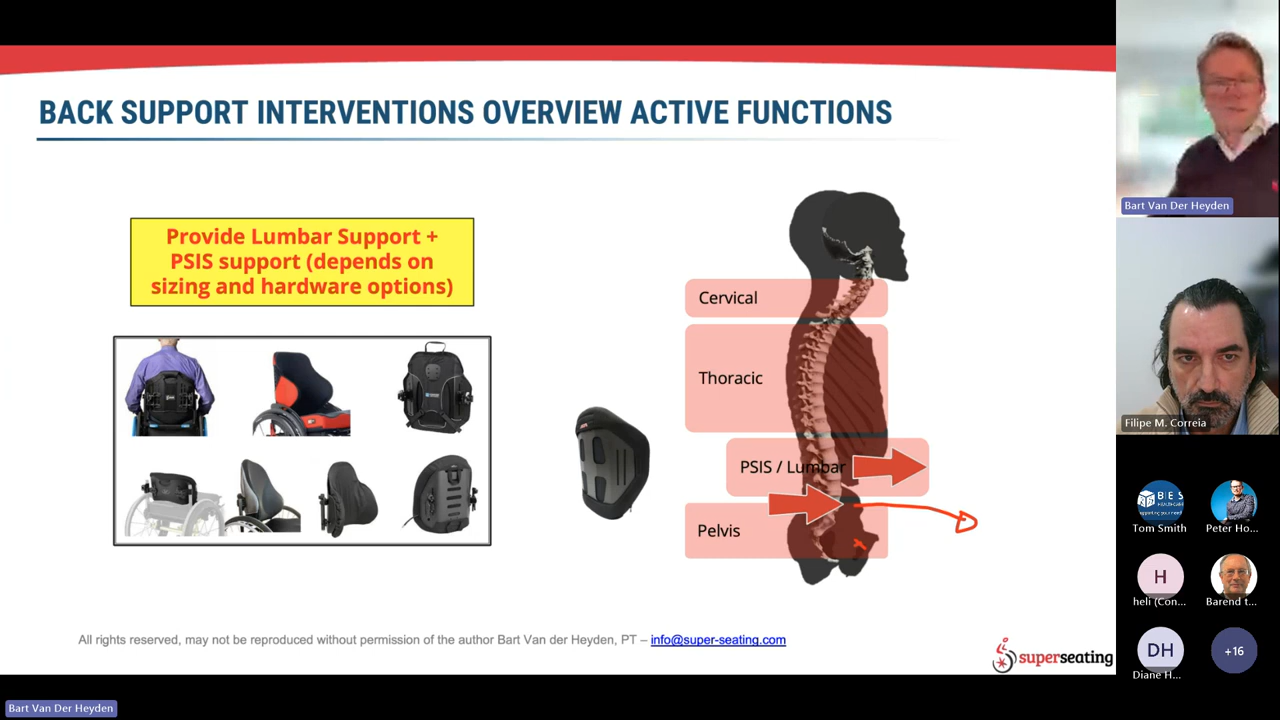 BACK SUPPORT INTERVENTIONS OVERVIEW ACTIVE FUNCTIONS
Provide Lumbar Support +
PSIS support (depends on
sizing and hardware options)
Cervical
Thoracic
PSIS / Lumbar
Pelvis
All rights reserved, may not be reproduced without permission of the author Bart Van der Heyden, PT – info@super-seating.com
superseating
Bart Van Der Heyden
Bart Van Der Heyden
Filipe M. Correia
BES
Tom Smith
Peter Ho...
H
heli (Con...
Barend t...
DH
Diane H...
+16